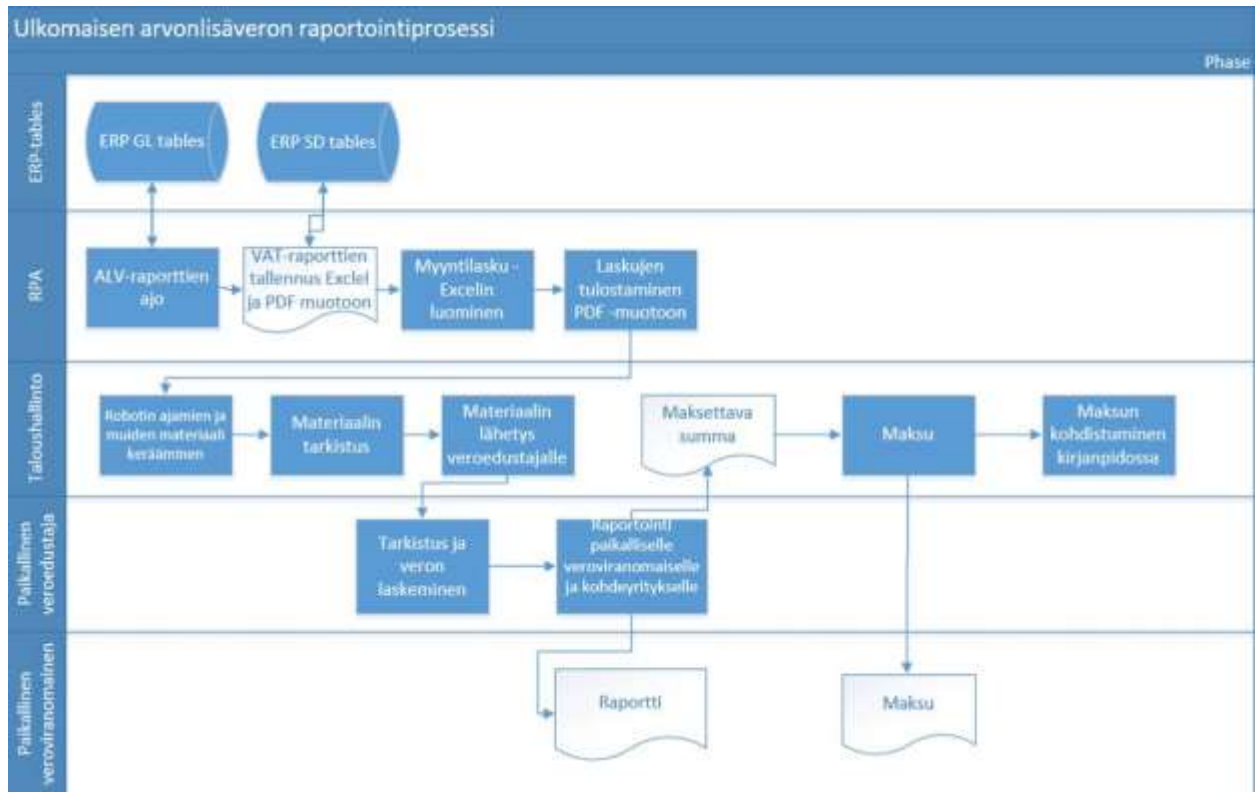 Ulkomaisen arvonlisäveron raportointiprosessi
Phase
ERP-tables
ERP GL tables
ERP SD tables
RPA
ALV-raporttien
ajo
VAT-raporttien
tallennus Exclel
ja PDF muotoon
Myyntilasku -
Excelin
luominen
Laskujen
tulostaminen
PDF -muotoon
Taloushallinto
Robotin ajamien ja
muiden materiaali
keräämmen
Materiaalin
tarkistus
Materiaalin
lähetys
veroedustajalle
Maksettava
summa
Maksu
Maksun
kohdistuminen
kirjanpidossa
Paikallinen
veroedustaja
Tarkistus ja
veron
laskeminen
Raportointi
paikalliselle
veroviranomaiselle
ja kohdeyritykselle
Paikallinen
veroviranomainen
Raportti
Maksu